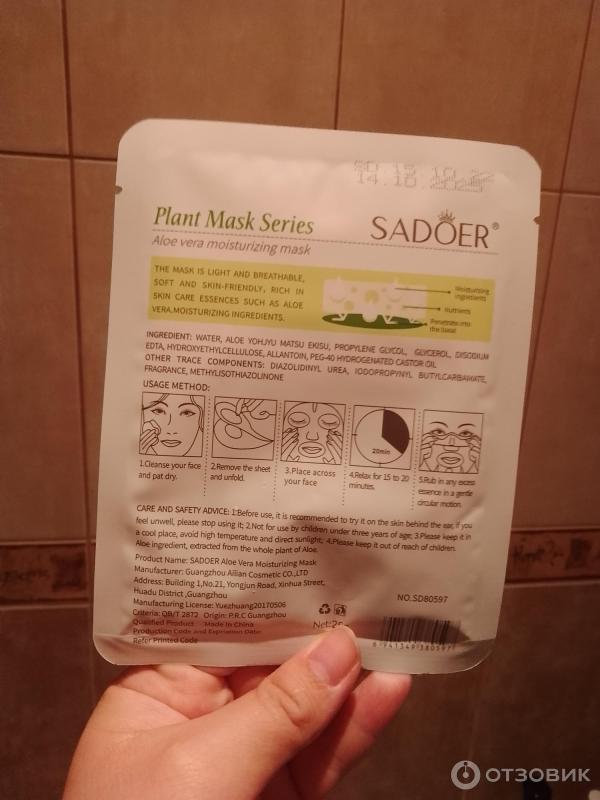 14.10.2025
Plant Mask Series
SADOER®
Aloe vera moisturizing mask
THE MASK IS LIGHT AND BREATHABLE,
SOFT AND SKIN-FRIENDLY, RICH IN
SKIN CARE ESSENCES SUCH AS ALOE
VERA.MOISTURIZING INGREDIENTS.
Moisturizing
ingredients
Nutrients
Penetrate into
the tissue
INGREDIENT: WATER, ALOE YOHJYU MATSU EKISU, PROPYLENE GLYCOL, GLYCEROL, DISODIUM
EDTA, HYDROXYETHYLCELLULOSE, ALLANTOIN, PEG-40 HYDROGENATED CASTOR OIL
OTHER TRACE COMPONENTS: DIAZOLIDINYL UREA, IODOPROPYNYL BUTYLCARBAMATE,
FRAGRANCE, METHYLISOTHIAZOLINONE
USAGE METHOD:
20min
1.Cleanse your face
and pat dry.
2.Remove the sheet
and unfold.
3.Place across
your face
4.Relax for 15 to 20
minutes.
5.Rub in any excess
essence in a gentle
circular motion.
CARE AND SAFETY ADVICE: 1:Before use, it is recommended to try it on the skin behind the ear, if you
feel unwell, please stop using it; 2;Not for use by children under three years of age; 3;Please keep it in
a cool place, avoid high temperature and direct sunlight; 4;Please keep it out of reach of children.
Aloe ingredient, extracted from the whole plant of Aloe.
Product Name: SADOER Aloe Vera Moisturizing Mask
Manufacturer: Guangzhou Ailian Cosmetic CO.,LTD
Address: Building 1,No.21, Yongjun Road, Xinhua Street,
Huadu District ,Guangzhou
Manufacturing License: Yuezhuang20170506
Criteria: QB/T 2872 Origin: P.R.C Guangzhou
Qualified Product Made In China
Production Code and Expiration Date:
Refer Printed Code
NO.SD80597
Net:25
6 941349 380597
ОТЗОВИК